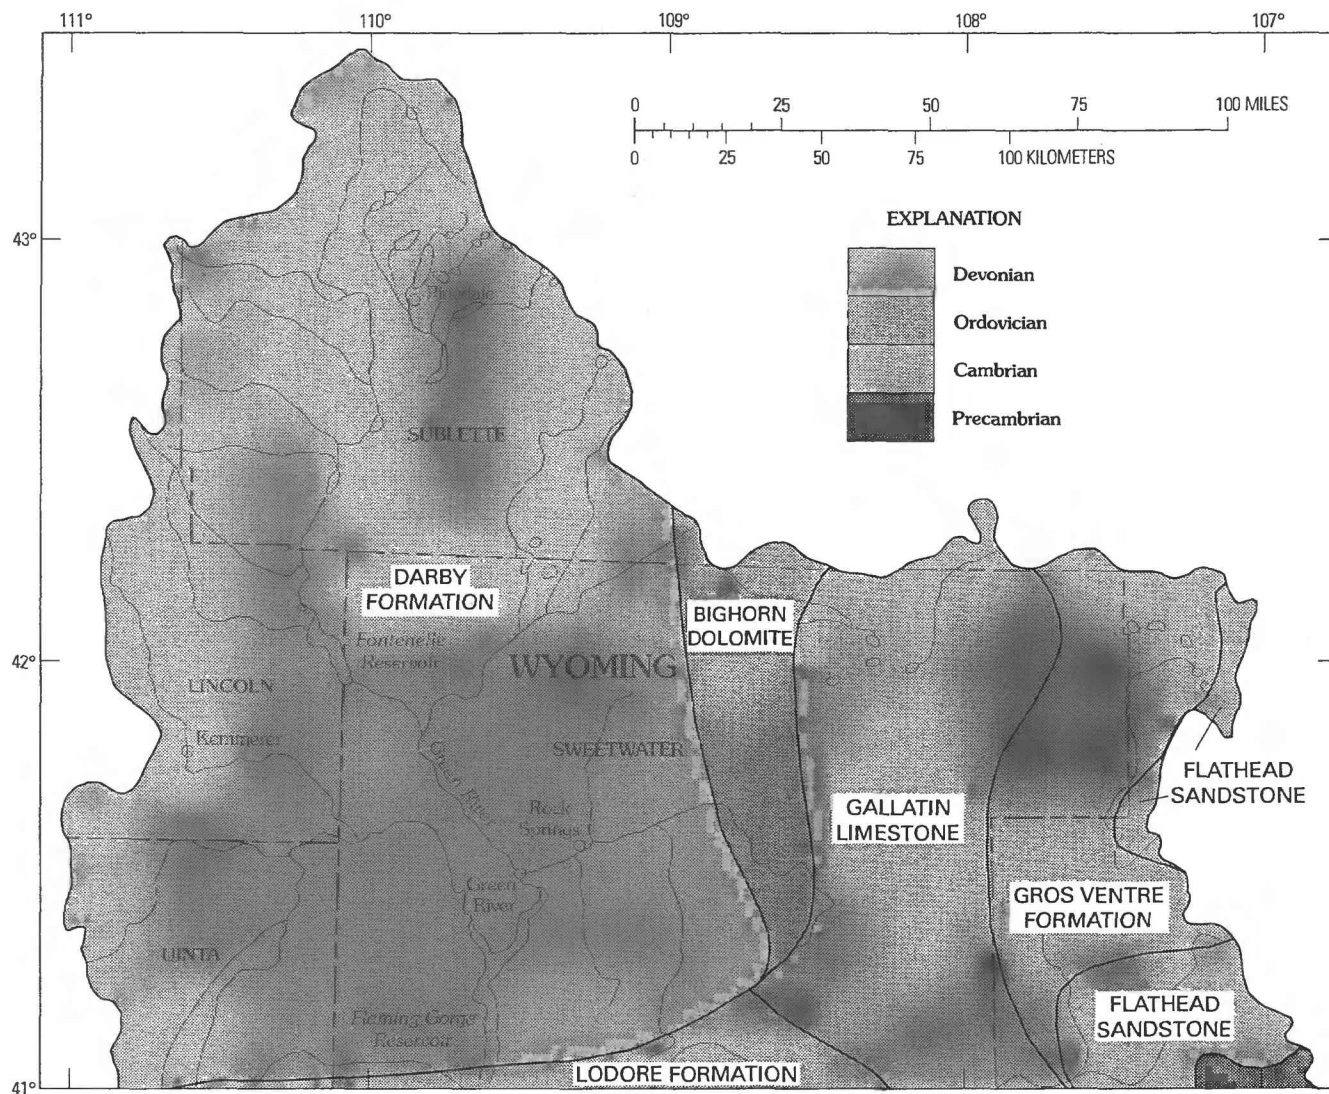 111°
110°
109°
108°
107°
0
25
50
75
100 MILES
0
25
50
75
100 KILOMETERS
EXPLANATION
43°
Devonian
Pinedale
Ordovician
Cambrian
Precambrian
SUBLETTE
DARBY
FORMATION
BIGHORN
DOLOMITE
Fontenelle
Reservoir
42°
WYOMING
LINCOLN
Kemmerer
SWEETWATER
Green River
FLATHEAD
SANDSTONE
Rock
Springs
GALLATIN
LIMESTONE
Green
River
GROS VENTRE
FORMATION
UINTA
FLATHEAD
SANDSTONE
Flaming Gorge
Reservoir
LODORE FORMATION
41°